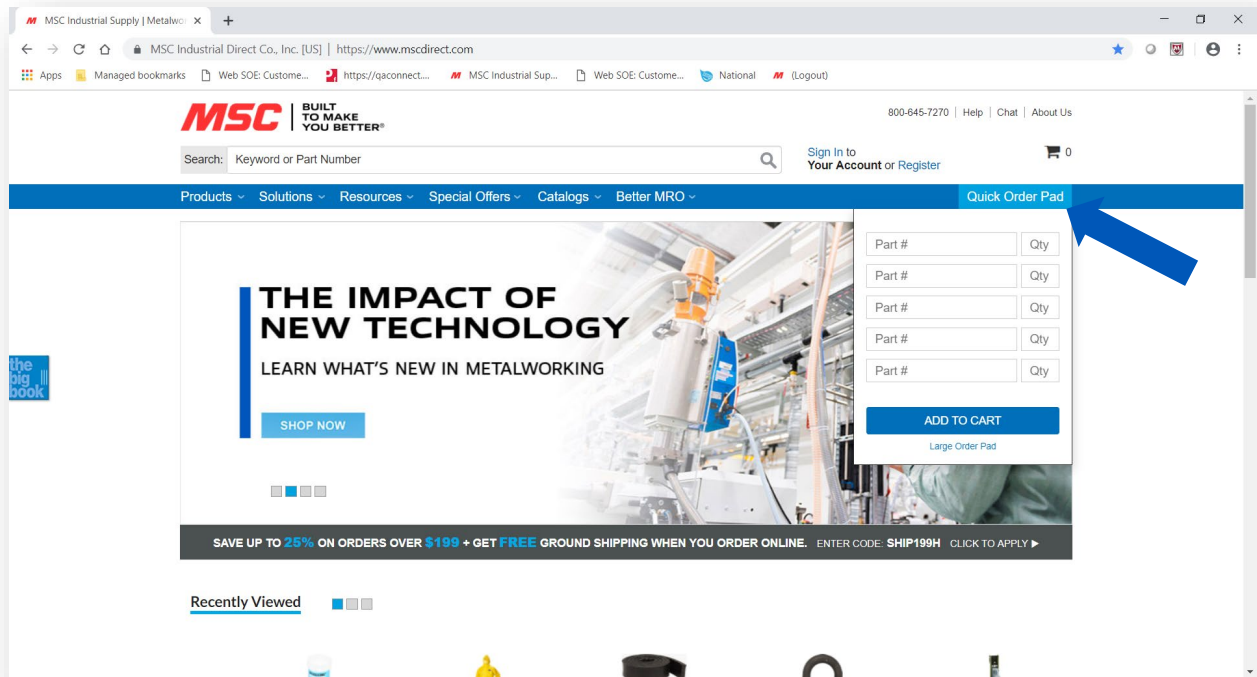 MSC Industrial Supply | Metalwo
MSC Industrial Direct Co., Inc. [US] | https://www.mscdirect.com
Apps Managed bookmarks Web SOE: Custome... https://qaconnect.... MSC Industrial Sup... Web SOE: Custome... National (Logout)
MSC BUILT
TO MAKE
YOU BETTER®
800-645-7270 | Help | Chat | About Us
Search: Keyword or Part Number
Sign In to
Your Account or Register
0
Products Solutions Resources Special Offers Catalogs Better MRO Quick Order Pad
Part # Qty
Part # Qty
Part # Qty
Part # Qty
Part # Qty
ADD TO CART
Large Order Pad
THE IMPACT OF
NEW TECHNOLOGY
LEARN WHAT'S NEW IN METALWORKING
SHOP NOW
the
big
book
SAVE UP TO 25% ON ORDERS OVER $199 + GET FREE GROUND SHIPPING WHEN YOU ORDER ONLINE. ENTER CODE: SHIP199H CLICK TO APPLY ▶
Recently Viewed